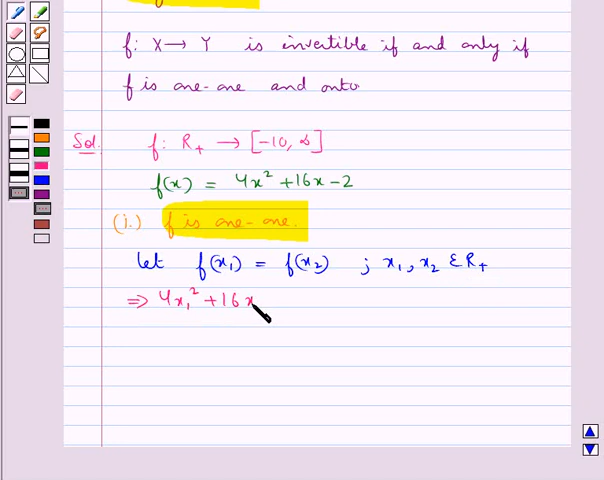 f: X → Y is invertible if and only if
f is one-one and onto
Sol. f: R₊ → [-10, ∞]
f(x) = 4x² + 16x - 2
(i.) f is one-one.
let f(x₁) = f(x₂) ; x₁, x₂ ε R₊
⇒ 4x₁² + 16x